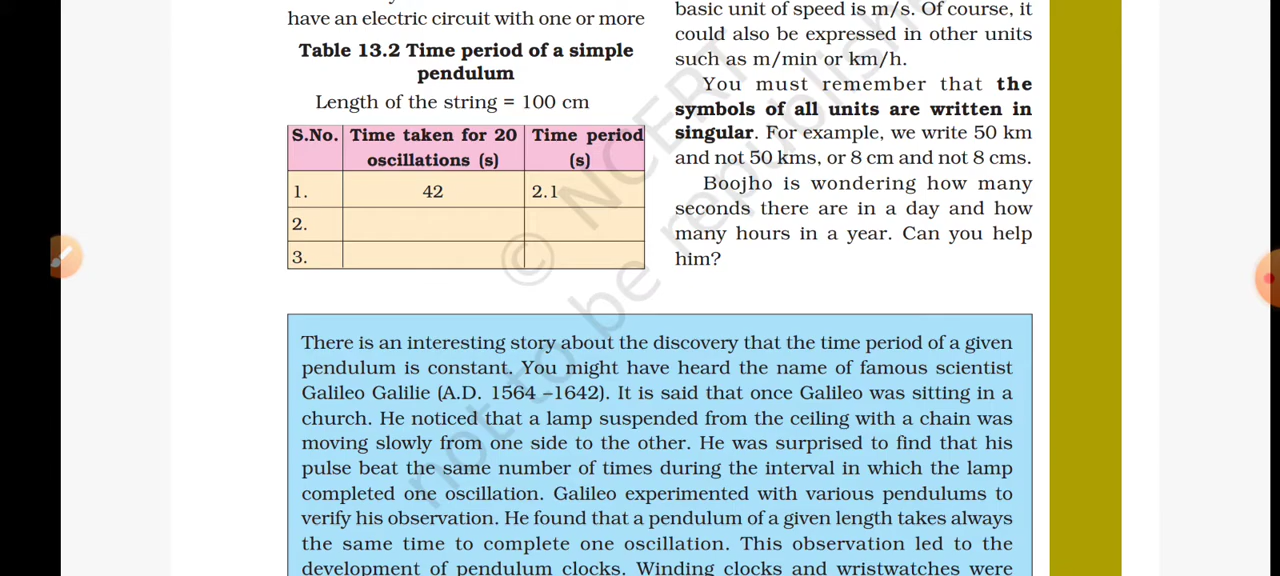 have an electric circuit with one or more
Table 13.2 Time period of a simple
pendulum
Length of the string = 100 cm
S.No. Time taken for 20 Time period
oscillations (s) (s)
1. 42 2.1
2.
3.
basic unit of speed is m/s. Of course, it
could also be expressed in other units
such as m/min or km/h.
You must remember that the
symbols of all units are written in
singular. For example, we write 50 km
and not 50 kms, or 8 cm and not 8 cms.
Boojho is wondering how many
seconds there are in a day and how
many hours in a year. Can you help
him?
There is an interesting story about the discovery that the time period of a given
pendulum is constant. You might have heard the name of famous scientist
Galileo Galilie (A.D. 1564 –1642). It is said that once Galileo was sitting in a
church. He noticed that a lamp suspended from the ceiling with a chain was
moving slowly from one side to the other. He was surprised to find that his
pulse beat the same number of times during the interval in which the lamp
completed one oscillation. Galileo experimented with various pendulums to
verify his observation. He found that a pendulum of a given length takes always
the same time to complete one oscillation. This observation led to the
development of pendulum clocks. Winding clocks and wristwatches were
© NCERT
not to be republishe